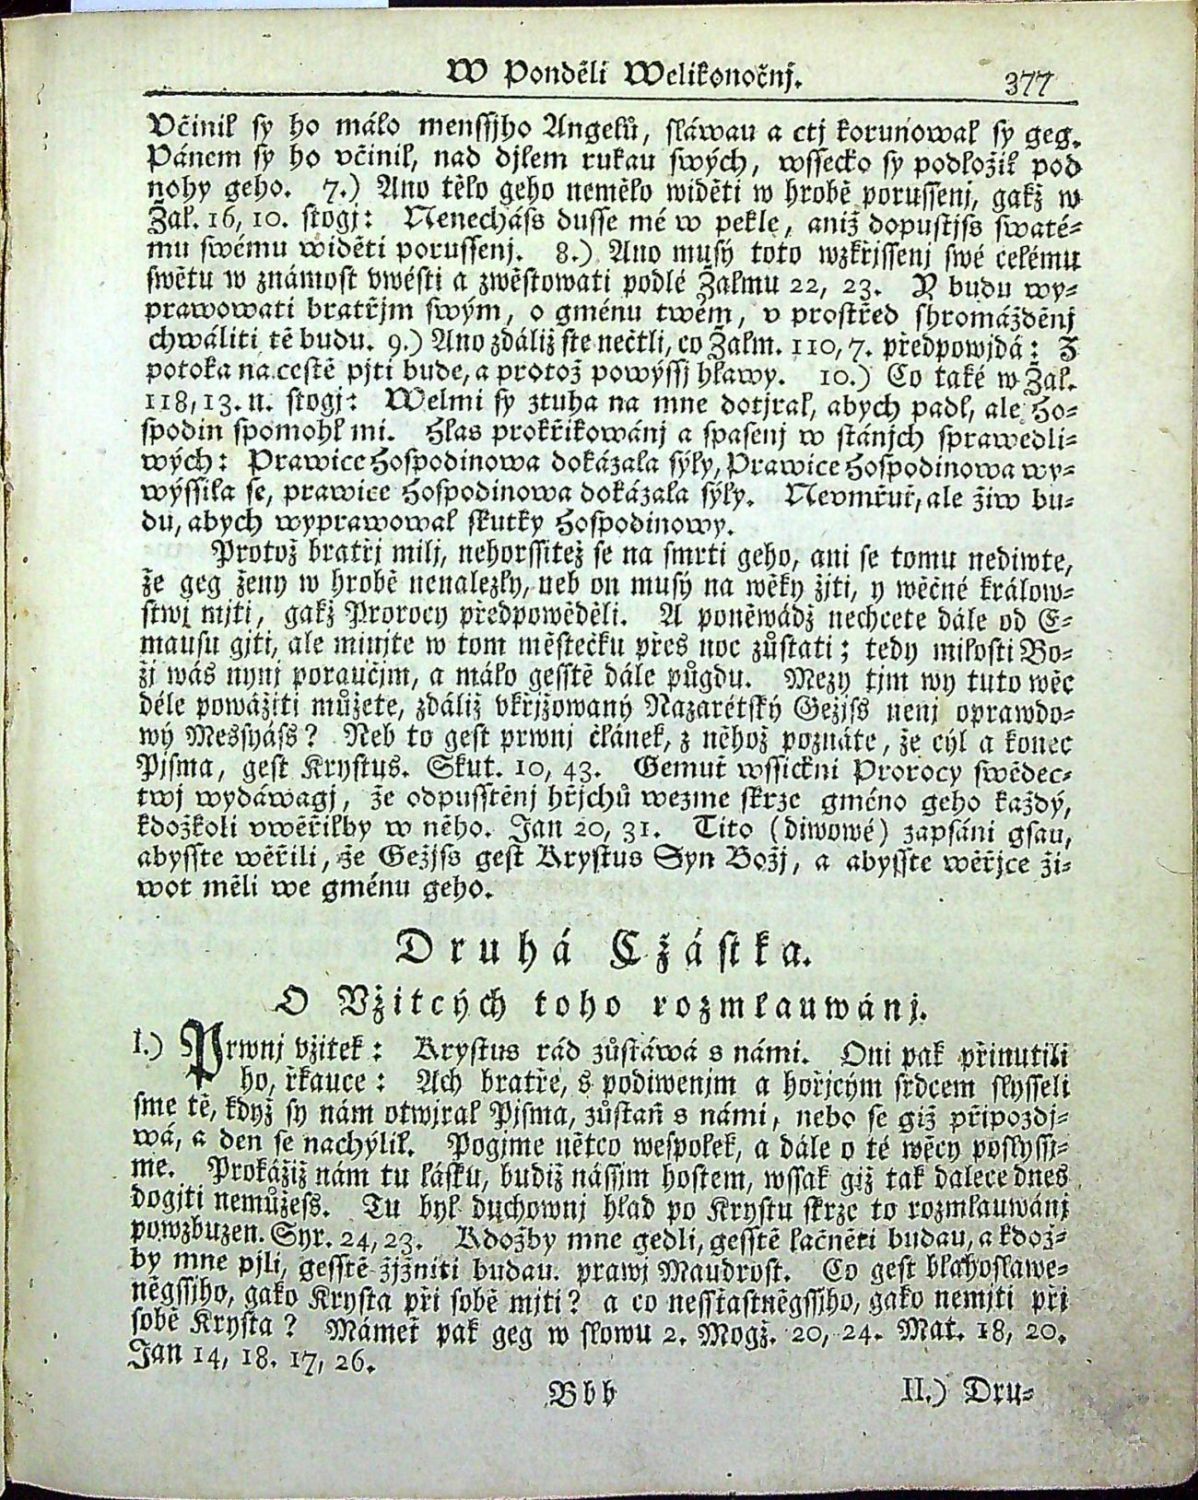 W Ponděli Welikonočnj. 377
Včinil sy ho málo menssjho Angelů, sláwau a ctj korunowal sy geg.
Pánem sy ho včinil, nad djlem rukau swých, wssecko sy podložil pod
nohy geho. 7.) Ano tělo geho nemělo widěti w hrobě porussenj, gakž w
Žal. 16, 10. stogj: Nenecháss dusse mé w pekle, aniž dopustjss swaté-
mu swému widěti porussenj. 8.) Ano musý toto wzkřjssenj swé celému
swětu w známost vwésti a zwěstowati podlé Žalmu 22, 23. Y budu wy-
prawowati bratřjm swým, o gménu twém, v prostřed shromážděnj
chwáliti tě budu. 9.) Ano zdáliž ste nečtli, co Žalm. 110, 7. předpowjdá: Z
potoka na cestě pjti bude, a protož powýssj hlawy. 10.) Co také w Žal.
118, 13. n. stogj: Welmi sy ztuha na mne dotjral, abych padl, ale Ho-
spodin spomohl mi. Hlas prokřikowánj a spasenj w stánjch sprawedli-
wých: Prawice Hospodinowa dokázala sýly, Prawice Hospodinowa wy-
wýssila se, prawice Hospodinowa dokázala sýly. Nevmruť, ale žiw bu-
du, abych wyprawowal skutky Hospodinowy.
Protož bratřj milj, nehorssitež se na smrti geho, ani se tomu nediwte,
že geg ženy w hrobě nenalezly, neb on musý na wěky žjti, y wěčné králow-
stwj mjti, gakž Prorocy předpowěděli. A poněwádž nechcete dále od E-
mausu gjti, ale mjnjte w tom městečku přes noc zůstati; tedy milosti Bo-
žj wás nynj poraučjm, a málo gesstě dále půgdu. Mezy tjm wy tuto wěc
déle powážiti můžete, zdáliž vkřjžowaný Nazarétský Gežjss nenj oprawdo-
wý Messyáss? Neb to gest prwnj článek, z něhož poznáte, že cýl a konec
Pjsma, gest Krystus. Skut. 10, 43. Gemuť wssickni Prorocy swědec-
twj wydáwagj, že odpusstěnj hřjchů wezme skrze gméno geho každý,
kdožkoli vwěřilby w něho. Jan 20, 31. Tito (diwowé) zapsáni gsau,
abysste wěřili, že Gežjss gest Krystus Syn Božj, a abysste wěřjce ži-
wot měli we gménu geho.
Druhá Cžástka.
O Vžitcých toho rozmlauwánj.
I.) Prwnj vžitek: Krystus rád zůstáwá s námi. Oni pak přinutili
ho, řkauce: Ach bratře, s podiwenjm a hořjcým srdcem slysseli
sme tě, když sy nám otwjral Pjsma, zůstaň s námi, nebo se giž připozdj-
wá, a den se nachýlil. Pogjme nětco wespolek, a dále o té wěcy poslyssj-
me. Prokážiž nám tu lásku, budiž nássjm hostem, wssak giž tak dalece dnes
dogjti nemůžess. Tu byl duchownj hlad po Krystu skrze to rozmlauwánj
powzbuzen. Syr. 24, 23. Kdožby mne gedli, gesstě lačněti budau, a kdož-
by mne pjli, gesstě žjžniti budau. prawj Maudrost. Co gest blahoslawe-
něgssjho, gako Krysta při sobě mjti? a co nessťastněgssjho, gako nemjti při
sobě Krysta? Mámeť pak geg w slowu 2. Mogž. 20, 24. Mat. 18, 20.
Jan 14, 18. 17, 26.
Bbb II.) Dru-